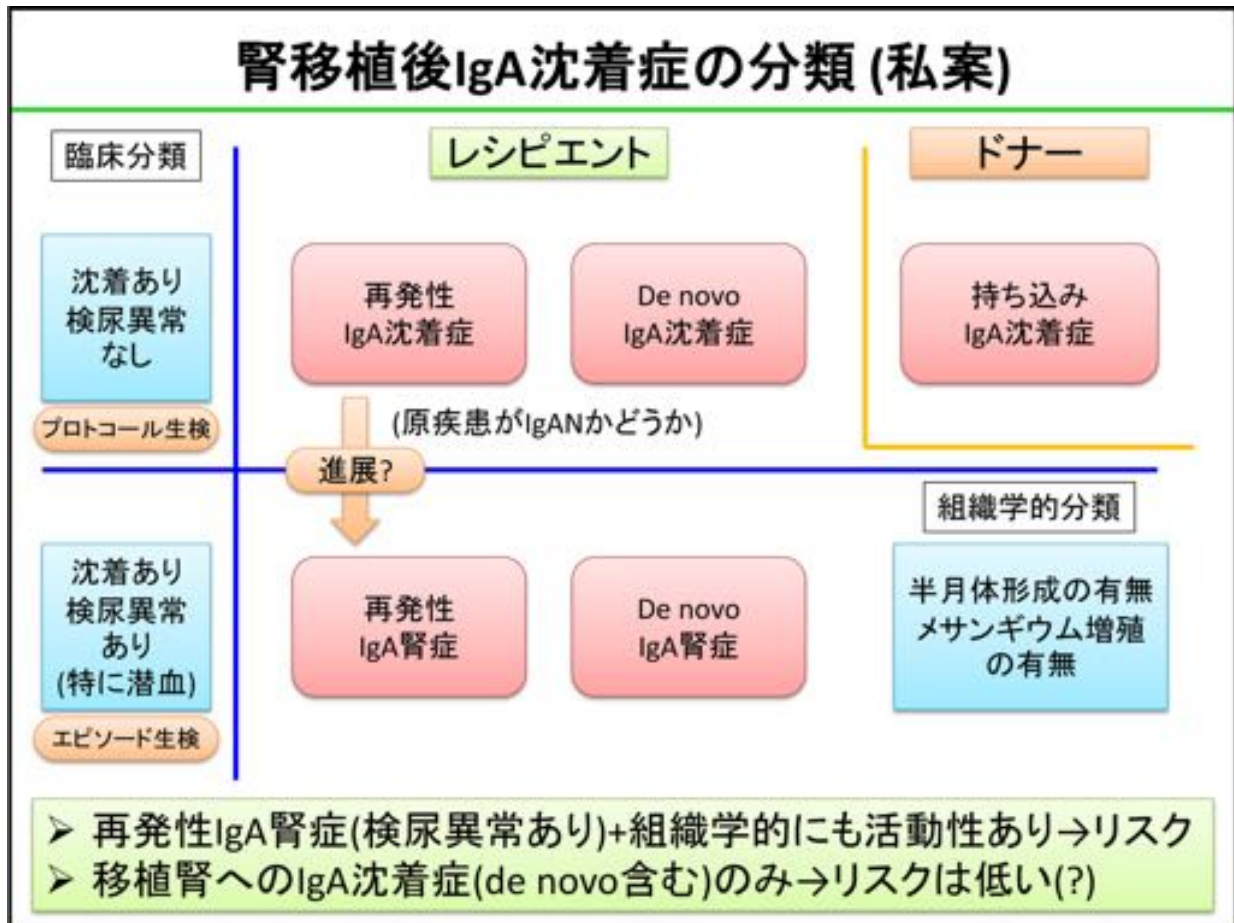 腎移植後IgA沈着症の分類 (私案)
臨床分類
レシピエント
ドナー
沈着あり
検尿異常
なし
プロトコール生検
再発性
IgA沈着症
De novo
IgA沈着症
持ち込み
IgA沈着症
(原疾患がIgANかどうか)
進展?
沈着あり
検尿異常
あり
(特に潜血)
エピソード生検
再発性
IgA腎症
De novo
IgA腎症
組織学的分類
半月体形成の有無
メサンギウム増殖
の有無
➢ 再発性IgA腎症(検尿異常あり)+組織学的にも活動性あり→リスク
➢ 移植腎へのIgA沈着症(de novo含む)のみ→リスクは低い(?)